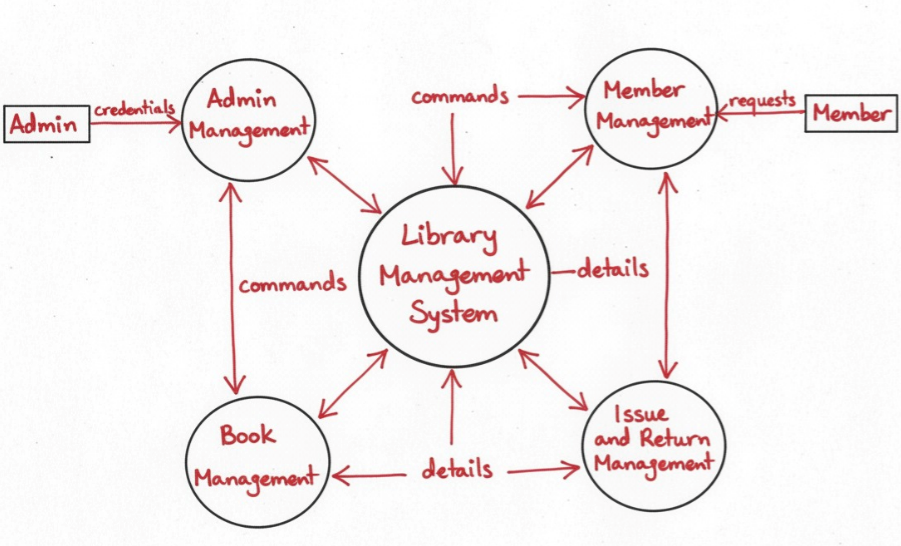 Admin
credentials
Admin
Management
commands
Member
Management
requests
Member
Library
Management
System
commands
details
Book
Management
details
Issue
and Return
Management